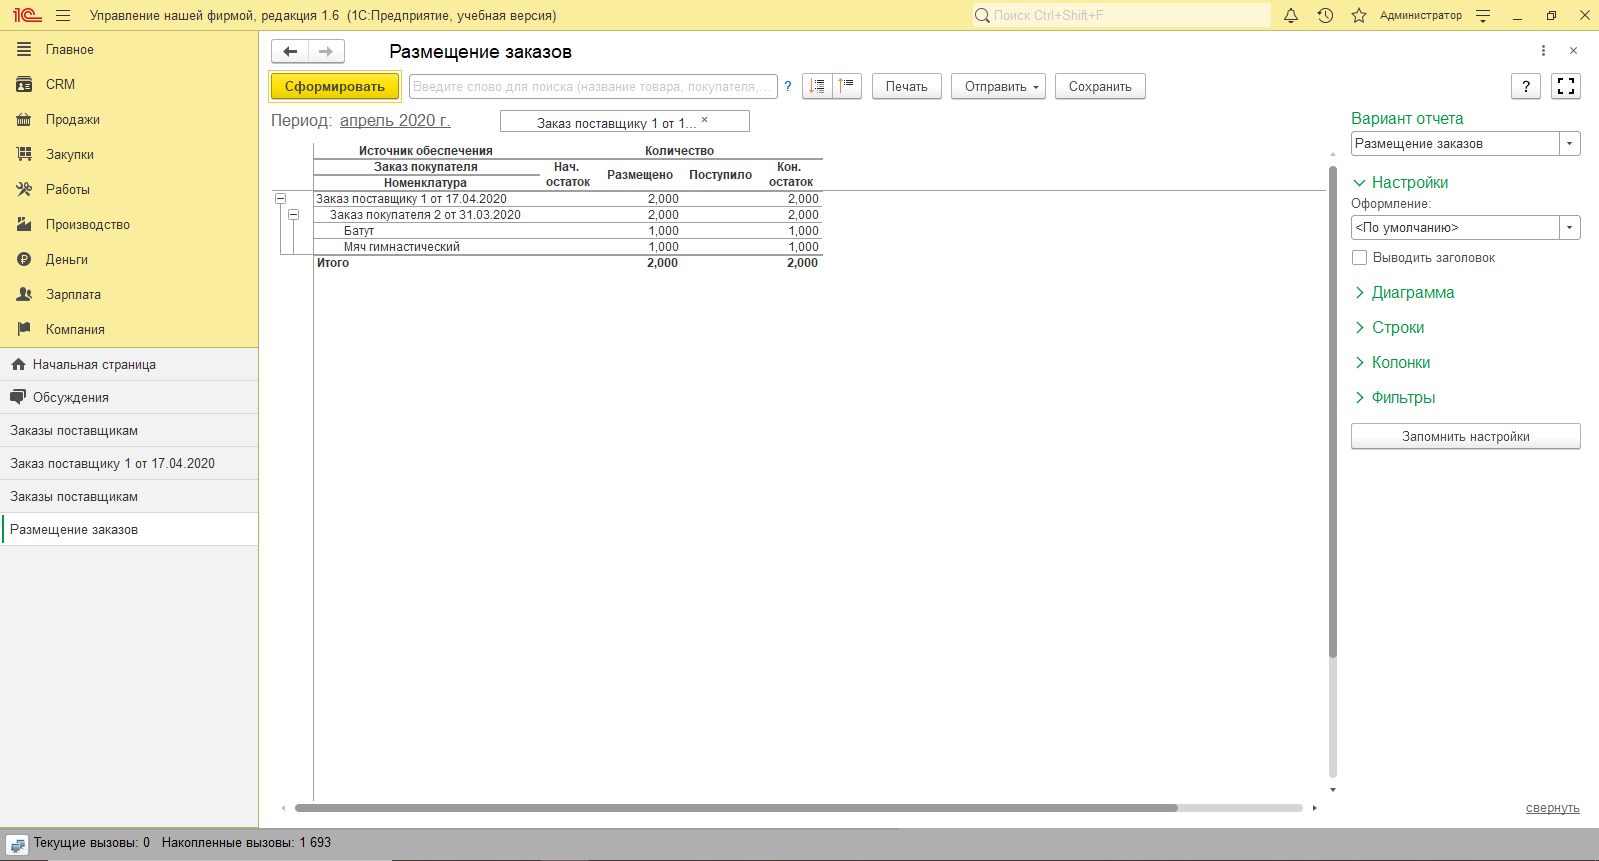 1С Управление нашей фирмой, редакция 1.6 (1С:Предприятие, учебная версия) Поиск Ctrl+Shift+F Администратор
Главное
CRM
Продажи
Закупки
Работы
Производство
Деньги
Зарплата
Компания
Начальная страница
Обсуждения
Заказы поставщикам
Заказ поставщику 1 от 17.04.2020
Заказы поставщикам
Размещение заказов
Размещение заказов
Сформировать Введите слово для поиска (название товара, покупателя,... ? Печать Отправить Сохранить ?
Период: апрель 2020 г. Заказ поставщику 1 от 1... ×
Источник обеспечения Количество
Заказ покупателя Нач. остаток Размещено Поступило Кон. остаток
Номенклатура
Заказ поставщику 1 от 17.04.2020 2,000 2,000
Заказ покупателя 2 от 31.03.2020 2,000 2,000
Батут 1,000 1,000
Мяч гимнастический 1,000 1,000
Итого 2,000 2,000
Вариант отчета
Размещение заказов
Настройки
Оформление:
<По умолчанию>
Выводить заголовок
Диаграмма
Строки
Колонки
Фильтры
Запомнить настройки
свернуть
Текущие вызовы: 0 Накопленные вызовы: 1 693